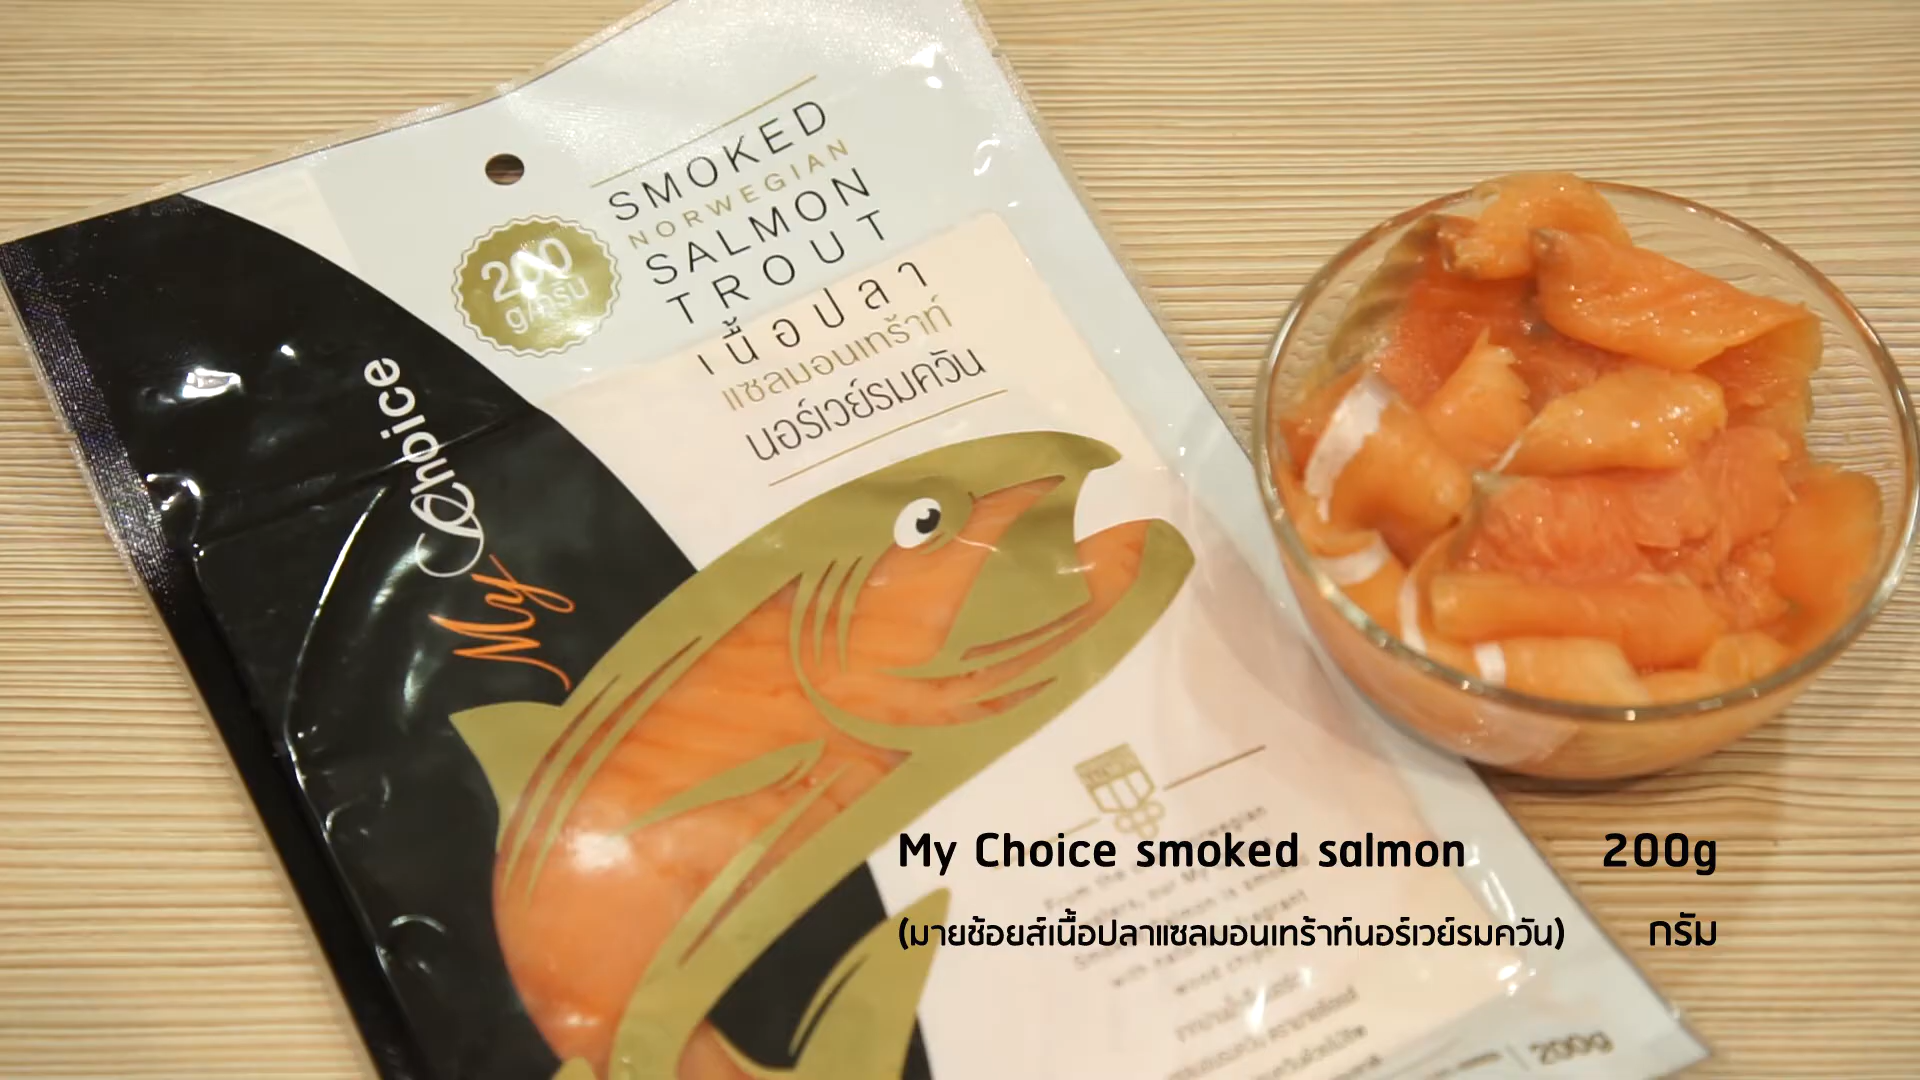 SMOKED
NORWEGIAN
SALMON
TROUT
เนื้อปลา
แซลมอนเทร้าท์
นอร์เวย์รมควัน
200
g/กรัม
My Choice
My Choice smoked salmon 200g
(มายช้อยส์เนื้อปลาแซลมอนเทร้าท์นอร์เวย์รมควัน) กรัม
200g